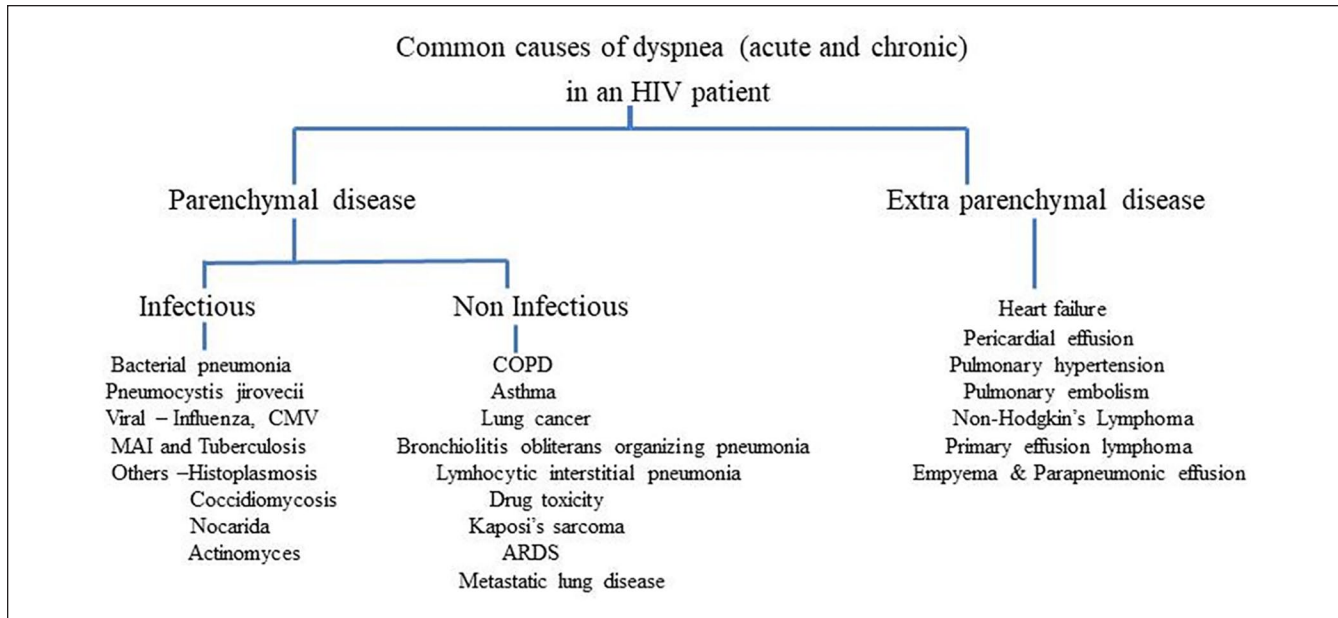 Common causes of dyspnea (acute and chronic)
in an HIV patient
Parenchymal disease
Extra parenchymal disease
Infectious
Bacterial pneumonia
Pneumocystis jirovecii
Viral – Influenza, CMV
MAI and Tuberculosis
Others –Histoplasmosis
Coccidiomycosis
Nocarida
Actinomyces
Non Infectious
COPD
Asthma
Lung cancer
Bronchiolitis obliterans organizing pneumonia
Lymhocytic interstitial pneumonia
Drug toxicity
Kaposi's sarcoma
ARDS
Metastatic lung disease
Heart failure
Pericardial effusion
Pulmonary hypertension
Pulmonary embolism
Non-Hodgkin's Lymphoma
Primary effusion lymphoma
Empyema & Parapneumonic effusion